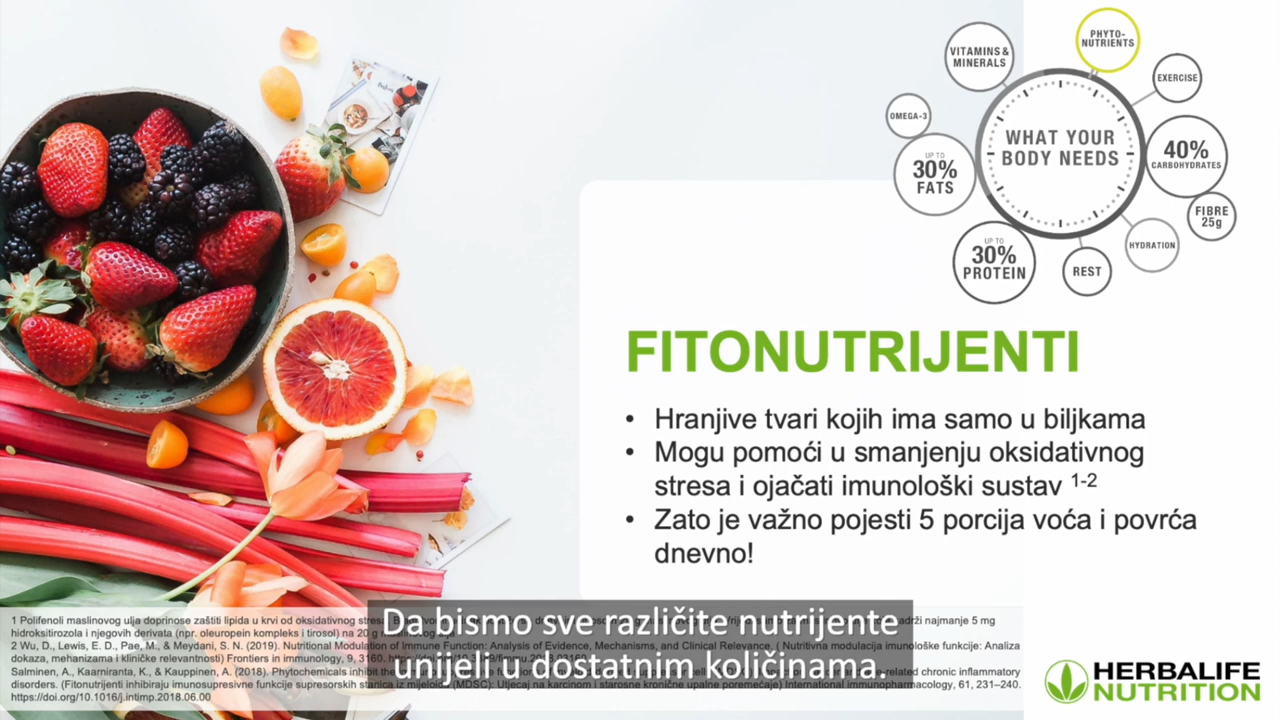 VITAMINS &
MINERALS
PHYTO-
NUTRIENTS
EXERCISE
OMEGA-3
WHAT YOUR
BODY NEEDS
UP TO
30%
FATS
40%
CARBOHYDRATES
FIBRE
25g
HYDRATION
UP TO
30%
PROTEIN
REST
FITONUTRIJENTI
• Hranjive tvari kojih ima samo u biljkama
• Mogu pomoći u smanjenju oksidativnog
stresa i ojačati imunološki sustav 1-2
• Zato je važno pojesti 5 porcija voća i povrća
dnevno!
Da bismo sve različite nutrijente
unijeli u dostatnim količinama.
1 Polifenoli maslinovog ulja doprinose zaštiti lipida u krvi od oksidativnog
hidroksitirozola i njegovih derivata (npr. oleuropein kompleks i tirosol) na 20 g
2 Wu, D., Lewis, E. D., Pae, M., & Meydani, S. N. (2019). Nutritional Modulation of Immune Function: Analysis of Evidence, Mechanisms, and Clinical Relevance. ( Nutritivna modulacija imunološke funkcije: Analiza
dokaza, mehanizama i kliničke relevantnosti) Frontiers in immunology, 9, 3160.
Salminen, A., Kaarniranta, K., & Kauppinen, A. (2018). Phytochemicals inhibit the chronic inflammatory
disorders. (Fitonutrijenti inhibiraju imunosupresivne funkcije supresorskih stanica iz mijeloida (MDSC): Utjecaj na karcinom i starosne kronične upalne poremećaje) International immunopharmacology, 61, 231–240.
https://doi.org/10.1016/j.intimp.2018.06.00
HERBALIFE
NUTRITION